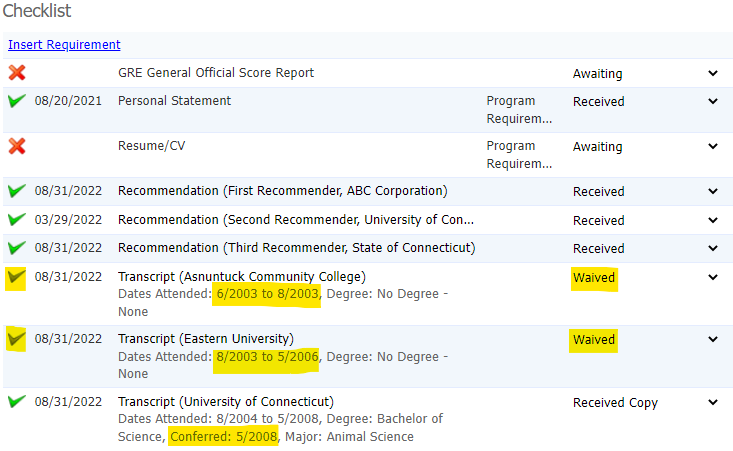 Checklist
Insert Requirement
GRE General Official Score Report Awaiting
08/20/2021 Personal Statement Program Requirem... Received
Resume/CV Program Requirem... Awaiting
08/31/2022 Recommendation (First Recommender, ABC Corporation) Received
03/29/2022 Recommendation (Second Recommender, University of Con... Received
08/31/2022 Recommendation (Third Recommender, State of Connecticut) Received
08/31/2022 Transcript (Asnuntuck Community College) Waived
Dates Attended: 6/2003 to 8/2003, Degree: No Degree -
None
08/31/2022 Transcript (Eastern University) Waived
Dates Attended: 8/2003 to 5/2006, Degree: No Degree -
None
08/31/2022 Transcript (University of Connecticut) Received Copy
Dates Attended: 8/2004 to 5/2008, Degree: Bachelor of
Science, Conferred: 5/2008, Major: Animal Science